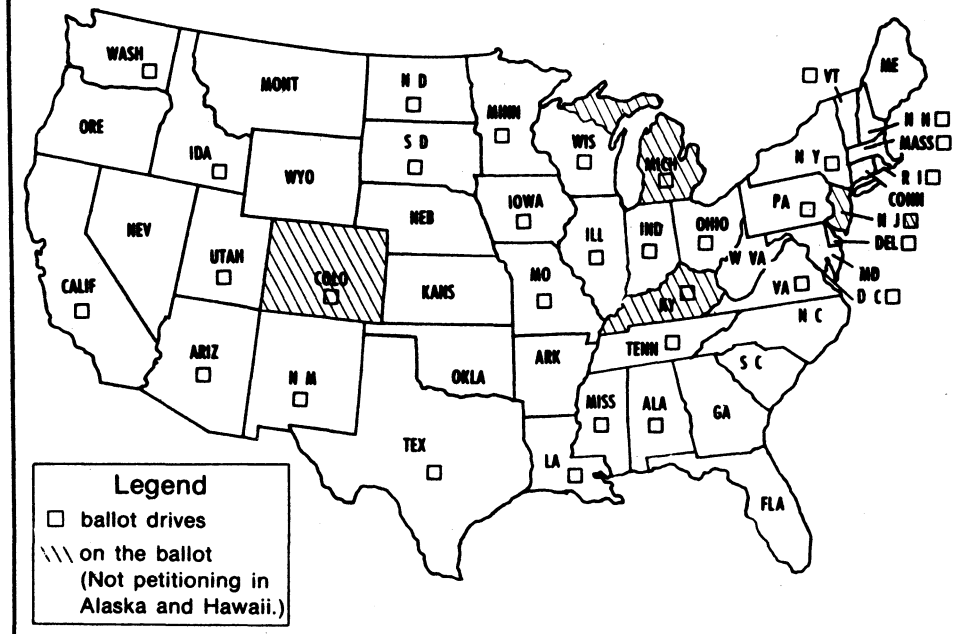 WASH
MONT
N D
MINN
VT
ME
ORE
IDA
S D
WIS
MICH
N Y
N N
MASS
R I
CONN
WYO
NEB
IOWA
PA
N J
DEL
NEV
UTAH
COLO
KANS
MO
ILL
IND
OHIO
W VA
MD
D C
CALIF
KY
VA
N C
ARIZ
N M
OKLA
ARK
TENN
S C
TEX
LA
MISS
ALA
GA
FLA
Legend
ballot drives
on the ballot
(Not petitioning in
Alaska and Hawaii.)